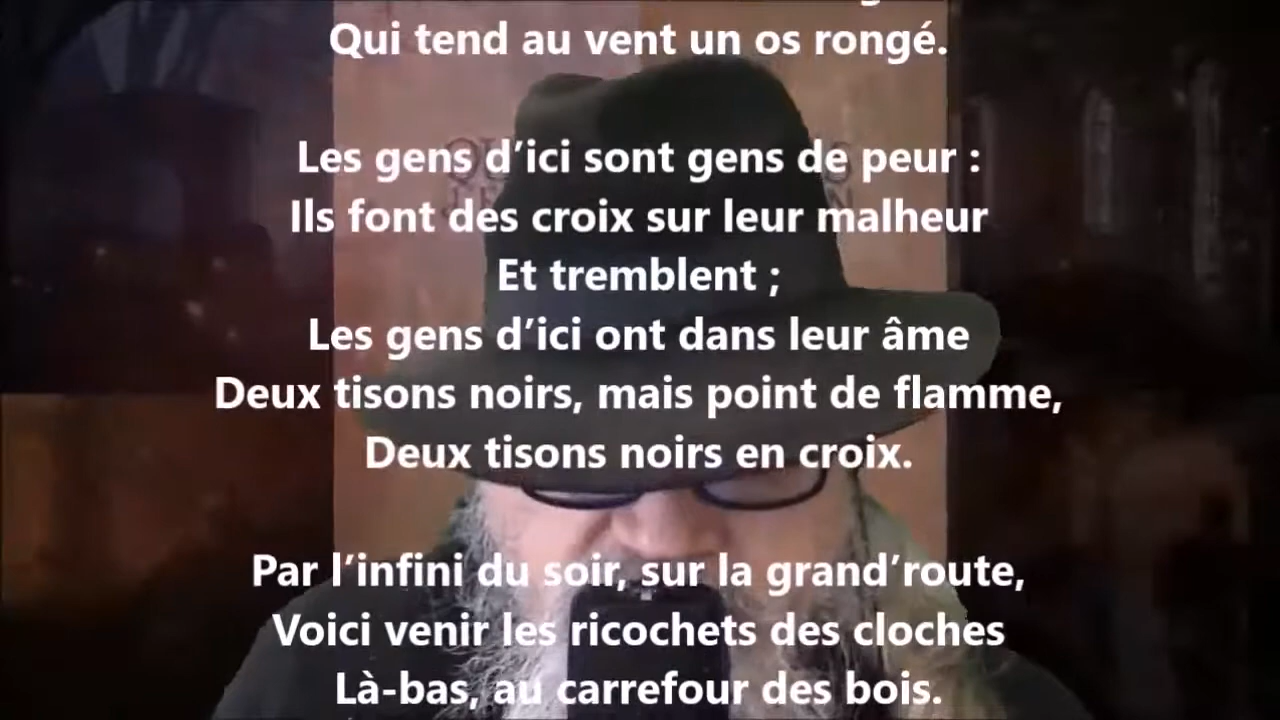 Qui tend au vent un os rongé.
Les gens d’ici sont gens de peur :
Ils font des croix sur leur malheur
Et tremblent ;
Les gens d’ici ont dans leur âme
Deux tisons noirs, mais point de flamme,
Deux tisons noirs en croix.
Par l’infini du soir, sur la grand’route,
Voici venir les ricochets des cloches
Là-bas, au carrefour des bois.